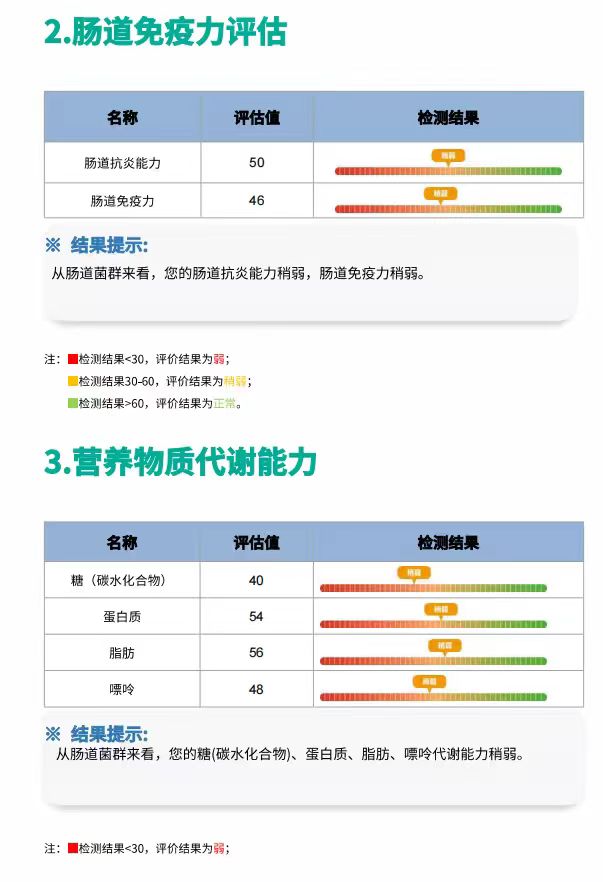 2.肠道免疫力评估
名称 评估值 检测结果
稍弱
肠道抗炎能力 50
稍弱
肠道免疫力 46
※ 结果提示:
从肠道菌群来看，您的肠道抗炎能力稍弱，肠道免疫力稍弱。
注：检测结果<30，评价结果为弱；
检测结果30-60，评价结果为稍弱；
检测结果>60，评价结果为正常。
3.营养物质代谢能力
名称 评估值 检测结果
稍弱
糖（碳水化合物） 40
稍弱
蛋白质 54
稍弱
脂肪 56
稍弱
嘌呤 48
※ 结果提示:
从肠道菌群来看，您的糖(碳水化合物)、蛋白质、脂肪、嘌呤代谢能力稍弱。
注：检测结果<30，评价结果为弱；